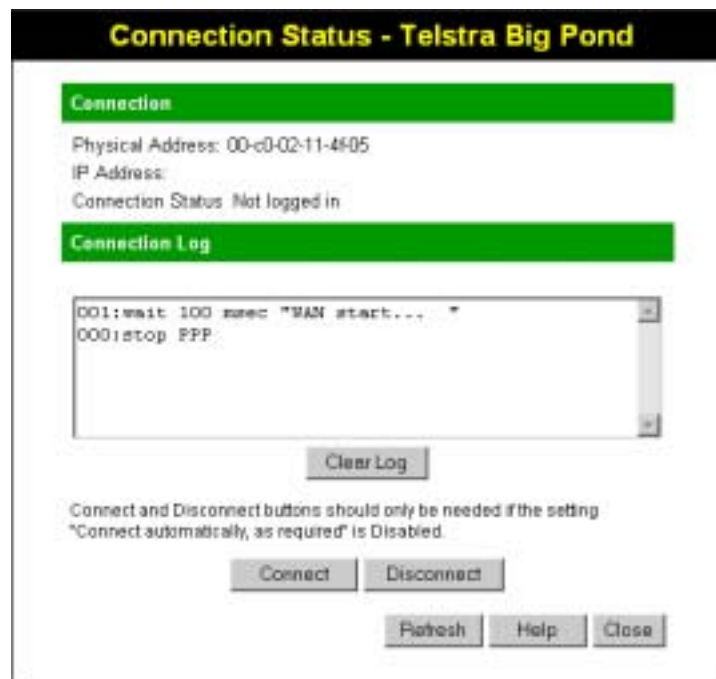 Connection Status - Telstra Big Pond
Connection
Physical Address: 00-c0-02-11-4f-05
IP Address:
Connection Status Not logged in
Connection Log
001:wait 100 msec "WAN start... "
000:stop PPP
Clear Log
Connect and Disconnect buttons should only be needed if the setting
"Connect automatically, as required" is Disabled.
Connect Disconnect
Refresh Help Close